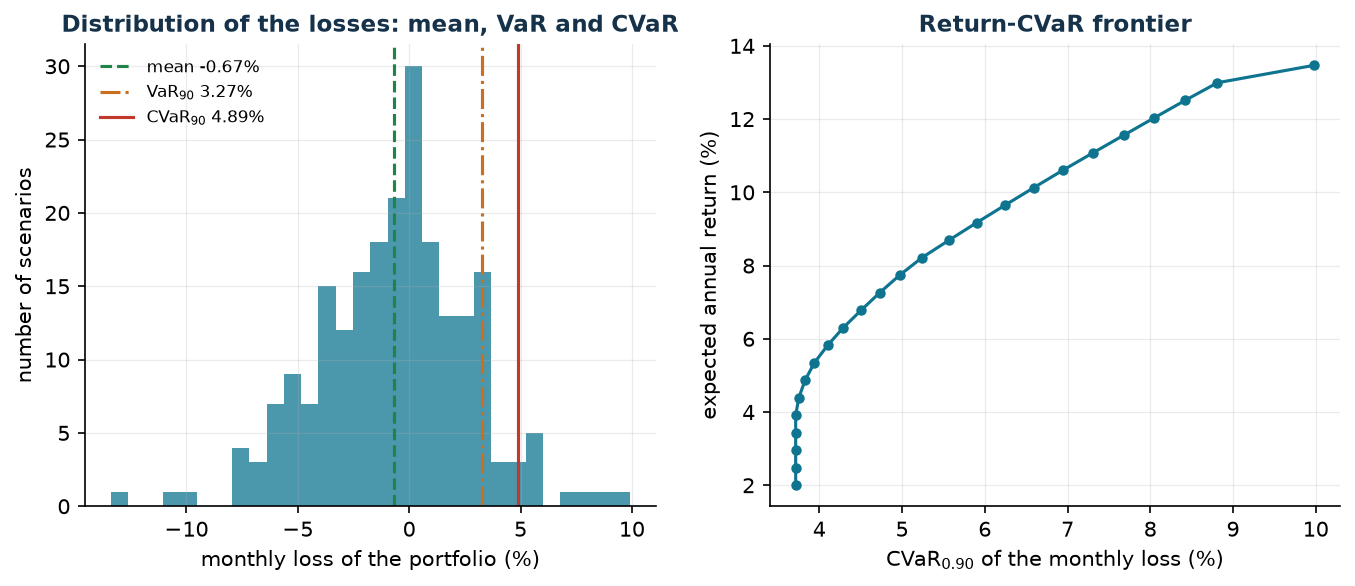 Distribution of the losses: mean, VaR and CVaR
mean -0.67%
VaR90 3.27%
CVaR90 4.89%
number of scenarios
30
25
20
15
10
5
0
−10
−5
0
5
10
monthly loss of the portfolio (%)
Return-CVaR frontier
expected annual return (%)
14
12
10
8
6
4
2
4
5
6
7
8
9
10
CVaR0.90 of the monthly loss (%)